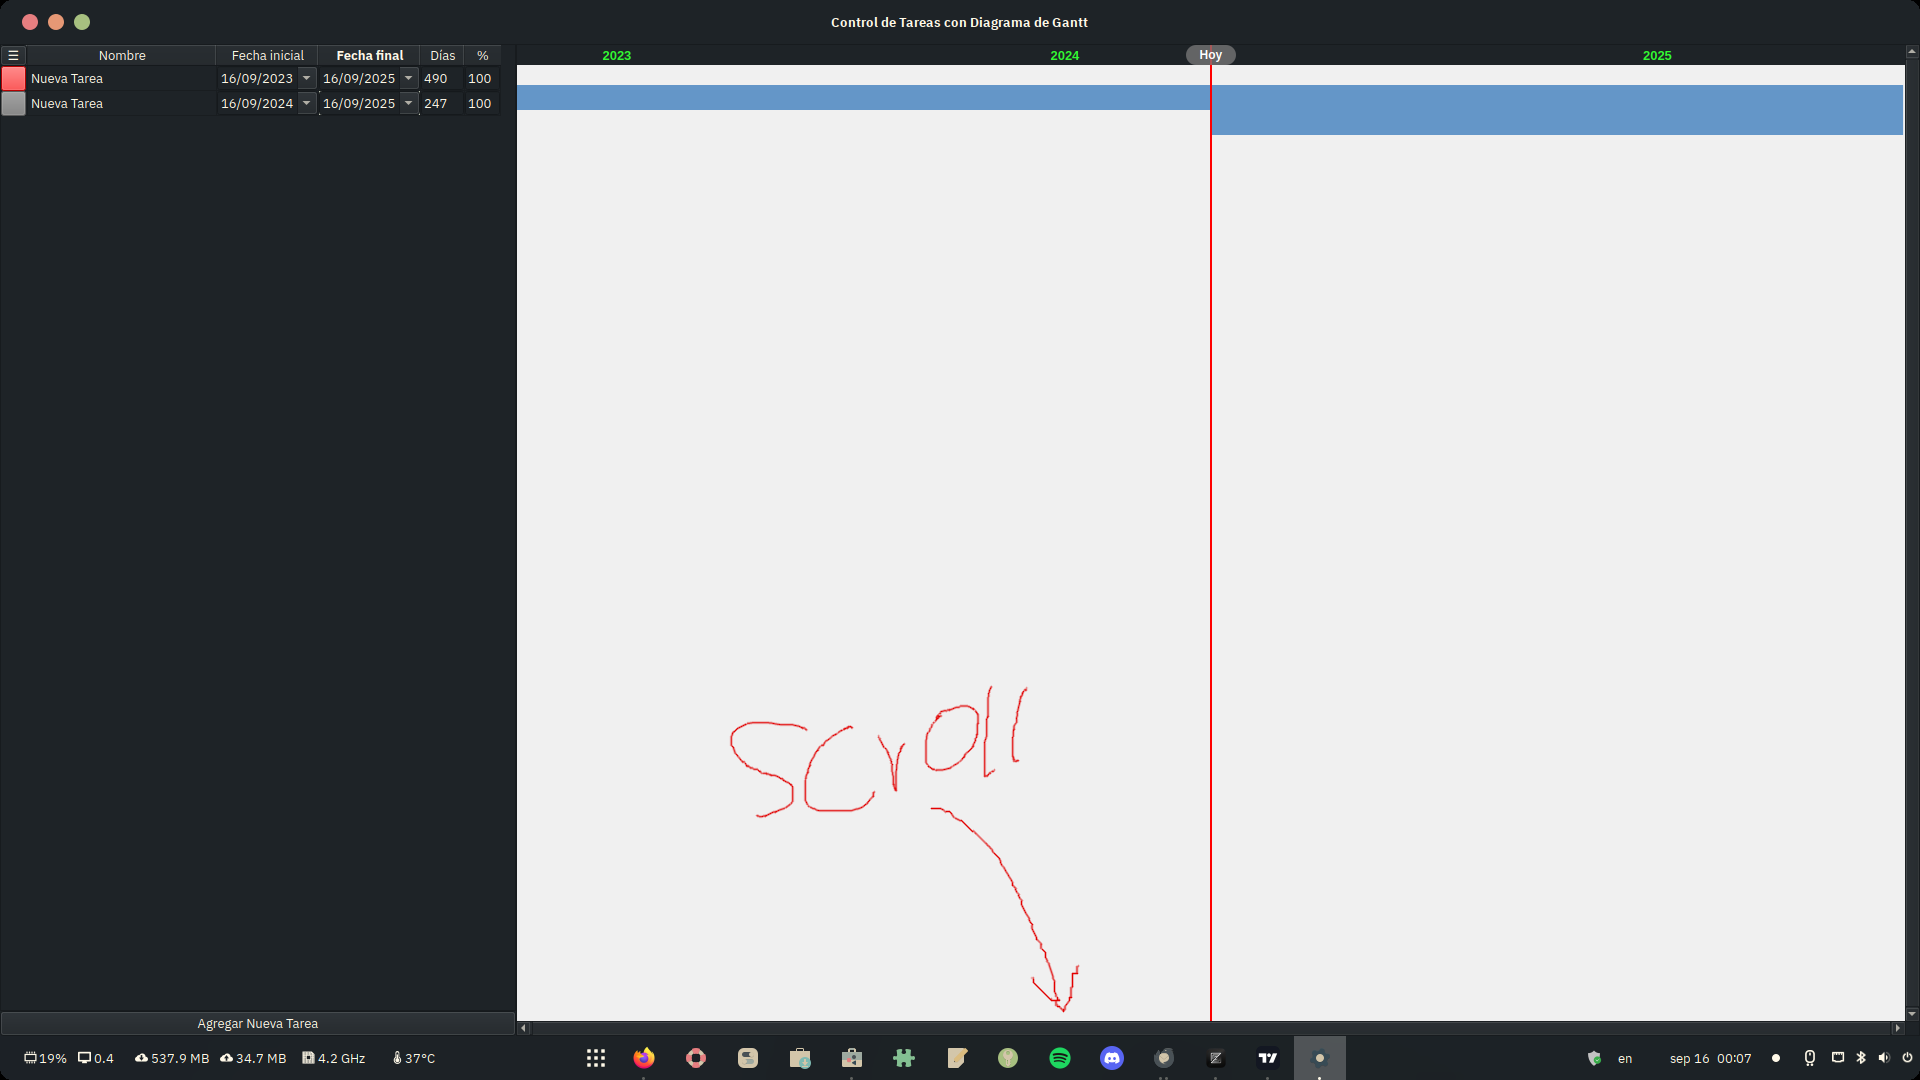 Control de Tareas con Diagrama de Gantt
Nombre Fecha inicial Fecha final Días %
2023 2024 Hoy 2025
Nueva Tarea 16/09/2023 16/09/2025 490 100
Nueva Tarea 16/09/2024 16/09/2025 247 100
scroll
Agregar Nueva Tarea
19% 0.4 537.9 MB 34.7 MB 4.2 GHz 37°C
en sep 16 00:07